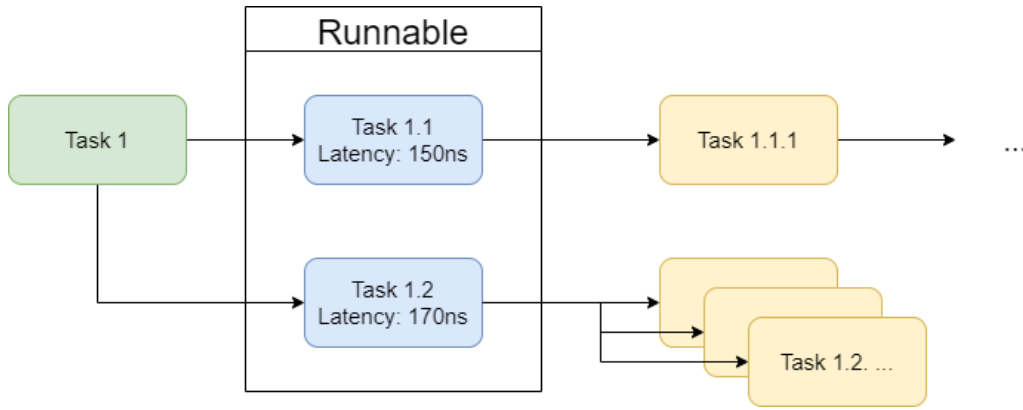 Runnable
Task 1
Task 1.1
Latency: 150ns
Task 1.1.1
...
Task 1.2
Latency: 170ns
Task 1.2. ...